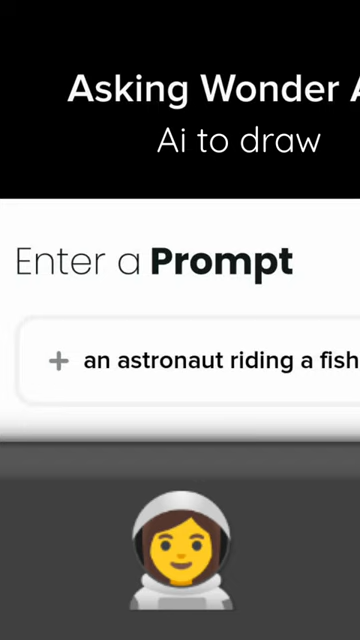 Asking Wonder
Ai to draw
Enter a Prompt
+ an astronaut riding a fish